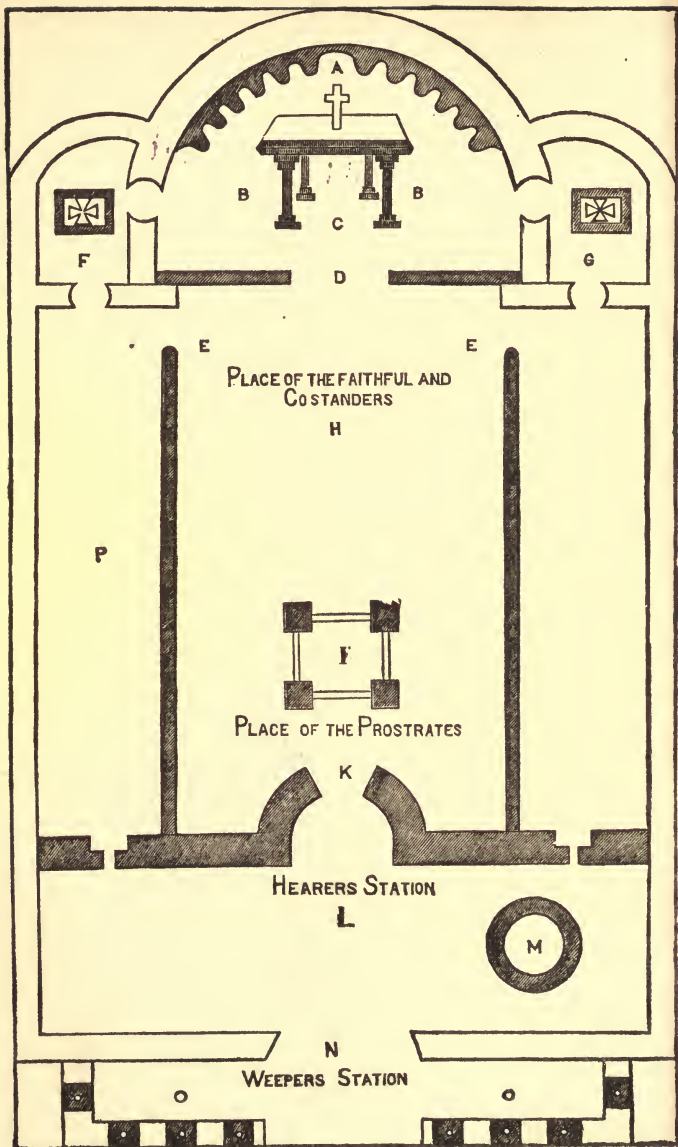 A
B B
C
F G
D
E E
PLACE OF THE FAITHFUL AND
COSTANDERS
H
P
I
PLACE OF THE PROSTRATES
K
HEARERS STATION
L
M
N
WEEPERS STATION
O O